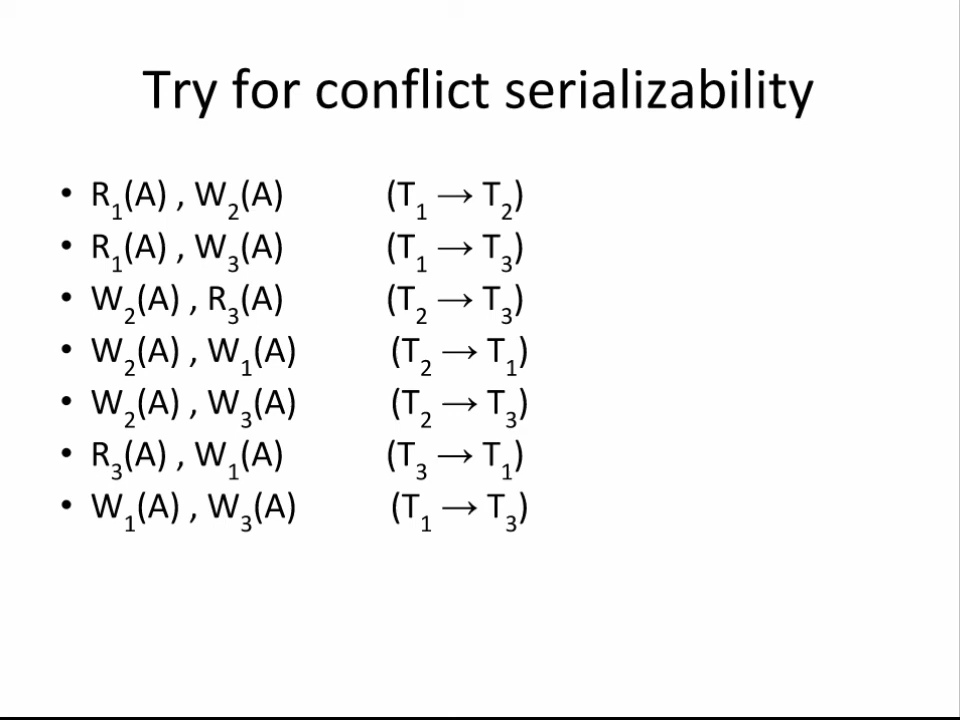 Try for conflict serializability
• R₁(A) , W₂(A) (T₁ → T₂)
• R₁(A) , W₃(A) (T₁ → T₃)
• W₂(A) , R₃(A) (T₂ → T₃)
• W₂(A) , W₁(A) (T₂ → T₁)
• W₂(A) , W₃(A) (T₂ → T₃)
• R₃(A) , W₁(A) (T₃ → T₁)
• W₁(A) , W₃(A) (T₁ → T₃)